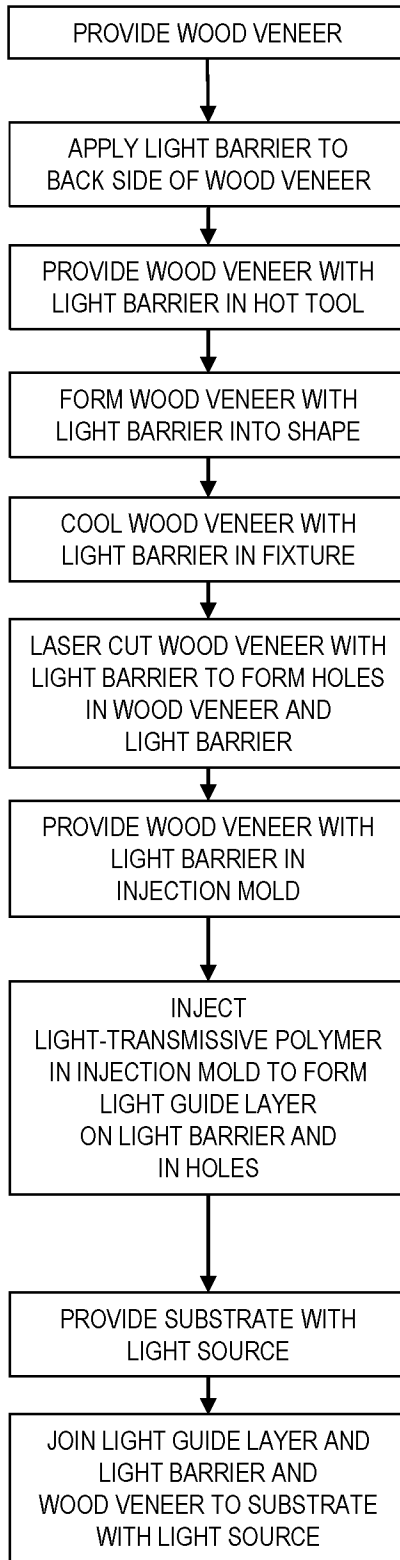 PROVIDE WOOD VENEER
APPLY LIGHT BARRIER TO
BACK SIDE OF WOOD VENEER
PROVIDE WOOD VENEER WITH
LIGHT BARRIER IN HOT TOOL
FORM WOOD VENEER WITH
LIGHT BARRIER INTO SHAPE
COOL WOOD VENEER WITH
LIGHT BARRIER IN FIXTURE
LASER CUT WOOD VENEER WITH
LIGHT BARRIER TO FORM HOLES
IN WOOD VENEER AND
LIGHT BARRIER
PROVIDE WOOD VENEER WITH
LIGHT BARRIER IN
INJECTION MOLD
INJECT
LIGHT-TRANSMISSIVE POLYMER
IN INJECTION MOLD TO FORM
LIGHT GUIDE LAYER
ON LIGHT BARRIER AND
IN HOLES
PROVIDE SUBSTRATE WITH
LIGHT SOURCE
JOIN LIGHT GUIDE LAYER AND
LIGHT BARRIER AND
WOOD VENEER TO SUBSTRATE
WITH LIGHT SOURCE